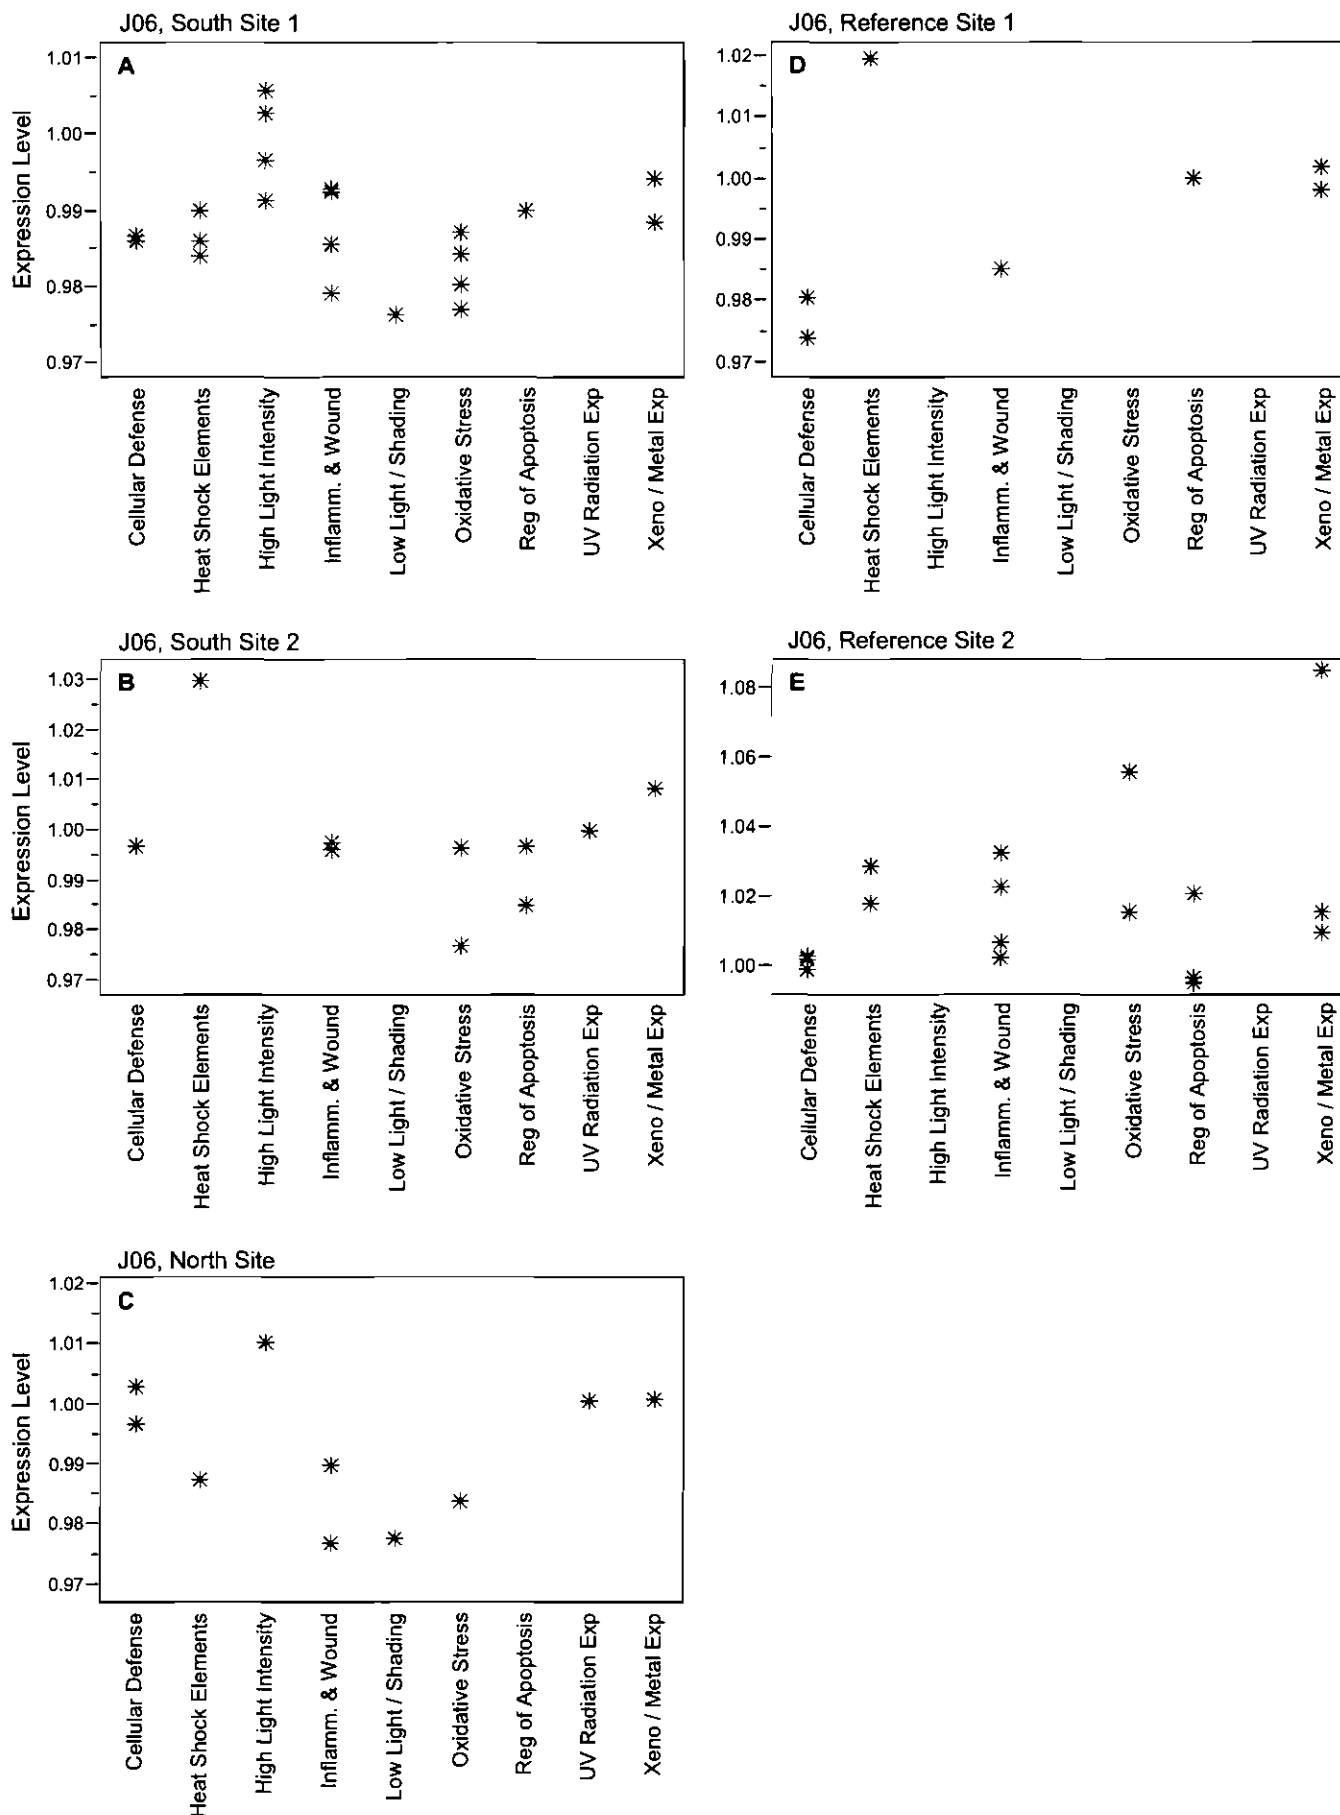 J06, South Site 1
A
Expression Level
1.01
1.00
0.99
0.98
0.97
Cellular Defense
Heat Shock Elements
High Light Intensity
Inflamm. & Wound
Low Light / Shading
Oxidative Stress
Reg of Apoptosis
UV Radiation Exp
Xeno / Metal Exp
J06, Reference Site 1
D
1.02
1.01
1.00
0.99
0.98
0.97
Cellular Defense
Heat Shock Elements
High Light Intensity
Inflamm. & Wound
Low Light / Shading
Oxidative Stress
Reg of Apoptosis
UV Radiation Exp
Xeno / Metal Exp
J06, South Site 2
B
Expression Level
1.03
1.02
1.01
1.00
0.99
0.98
0.97
Cellular Defense
Heat Shock Elements
High Light Intensity
Inflamm. & Wound
Low Light / Shading
Oxidative Stress
Reg of Apoptosis
UV Radiation Exp
Xeno / Metal Exp
J06, Reference Site 2
E
1.08
1.06
1.04
1.02
1.00
Cellular Defense
Heat Shock Elements
High Light Intensity
Inflamm. & Wound
Low Light / Shading
Oxidative Stress
Reg of Apoptosis
UV Radiation Exp
Xeno / Metal Exp
J06, North Site
C
Expression Level
1.02
1.01
1.00
0.99
0.98
0.97
Cellular Defense
Heat Shock Elements
High Light Intensity
Inflamm. & Wound
Low Light / Shading
Oxidative Stress
Reg of Apoptosis
UV Radiation Exp
Xeno / Metal Exp